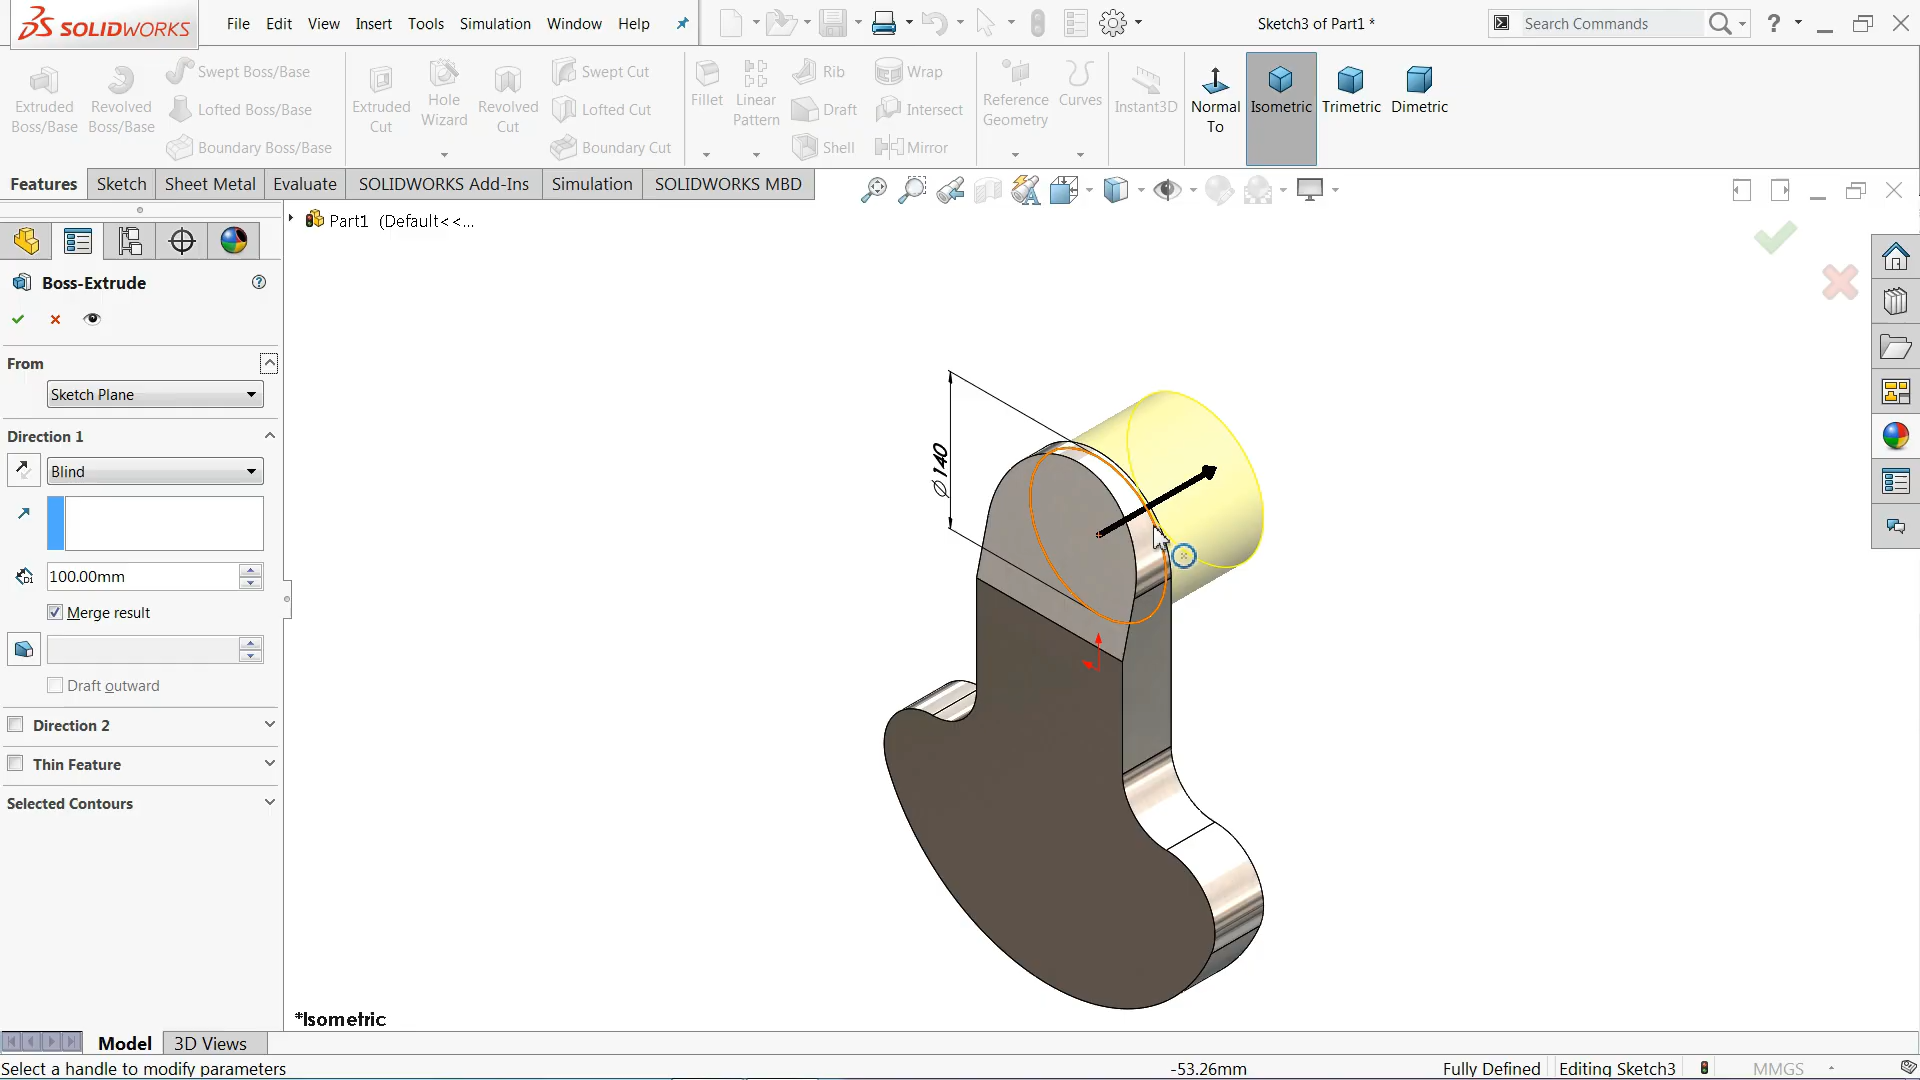 SOLIDWORKS
File Edit View Insert Tools Simulation Window Help
Sketch3 of Part1 *
Search Commands
?
Extruded Boss/Base
Revolved Boss/Base
Swept Boss/Base
Lofted Boss/Base
Boundary Boss/Base
Extruded Cut
Hole Wizard
Revolved Cut
Swept Cut
Lofted Cut
Boundary Cut
Fillet
Linear Pattern
Rib
Draft
Shell
Wrap
Intersect
Mirror
Reference Geometry
Curves
Instant3D
Normal To
Isometric
Trimetric
Dimetric
Features Sketch Sheet Metal Evaluate SOLIDWORKS Add-Ins Simulation SOLIDWORKS MBD
Part1 (Default<<...
Boss-Extrude
From
Sketch Plane
Direction 1
Blind
D1
100.00mm
Merge result
Draft outward
Direction 2
Thin Feature
Selected Contours
Ø140
*Isometric
Model 3D Views
Select a handle to modify parameters
-53.26mm
Fully Defined
Editing Sketch3
MMGS